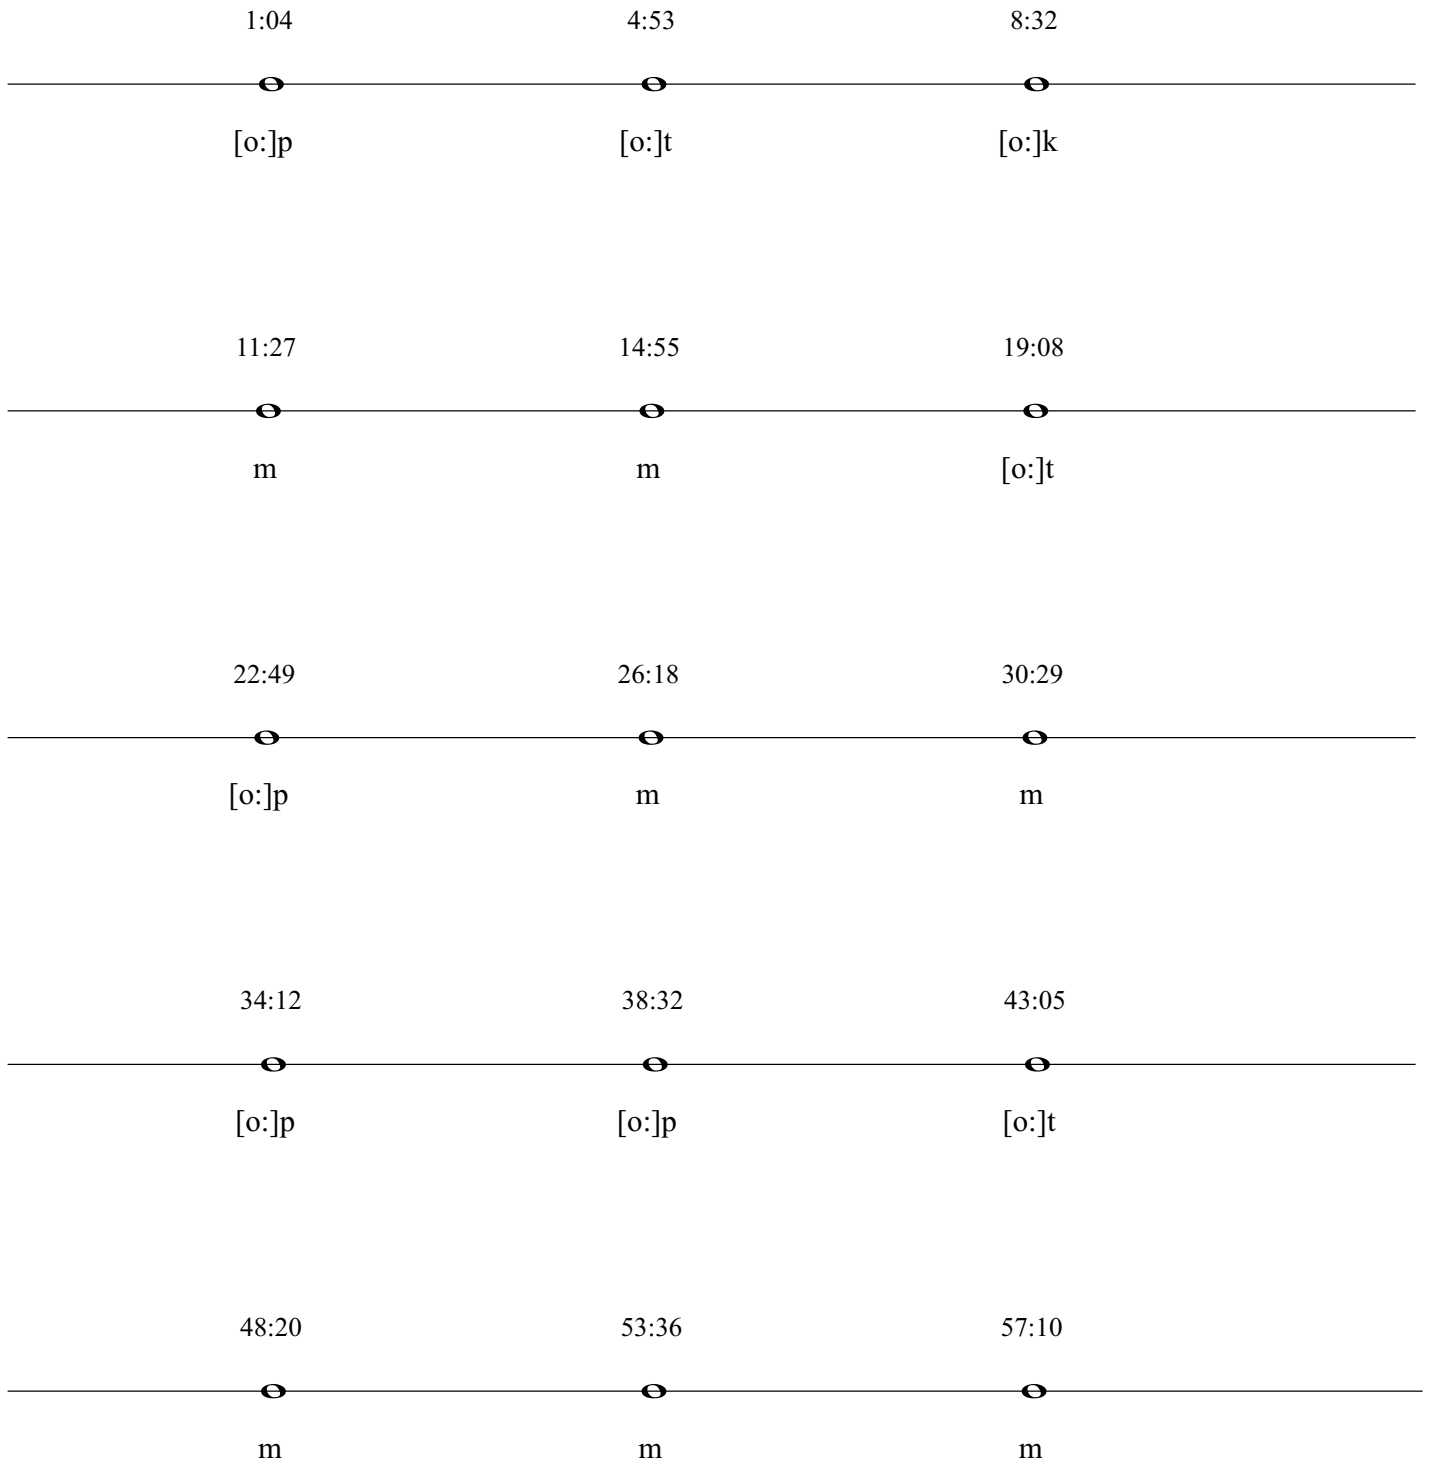 1:04 4:53 8:32
[o:]p [o:]t [o:]k
11:27 14:55 19:08
m m [o:]t
22:49 26:18 30:29
[o:]p m m
34:12 38:32 43:05
[o:]p [o:]p [o:]t
48:20 53:36 57:10
m m m